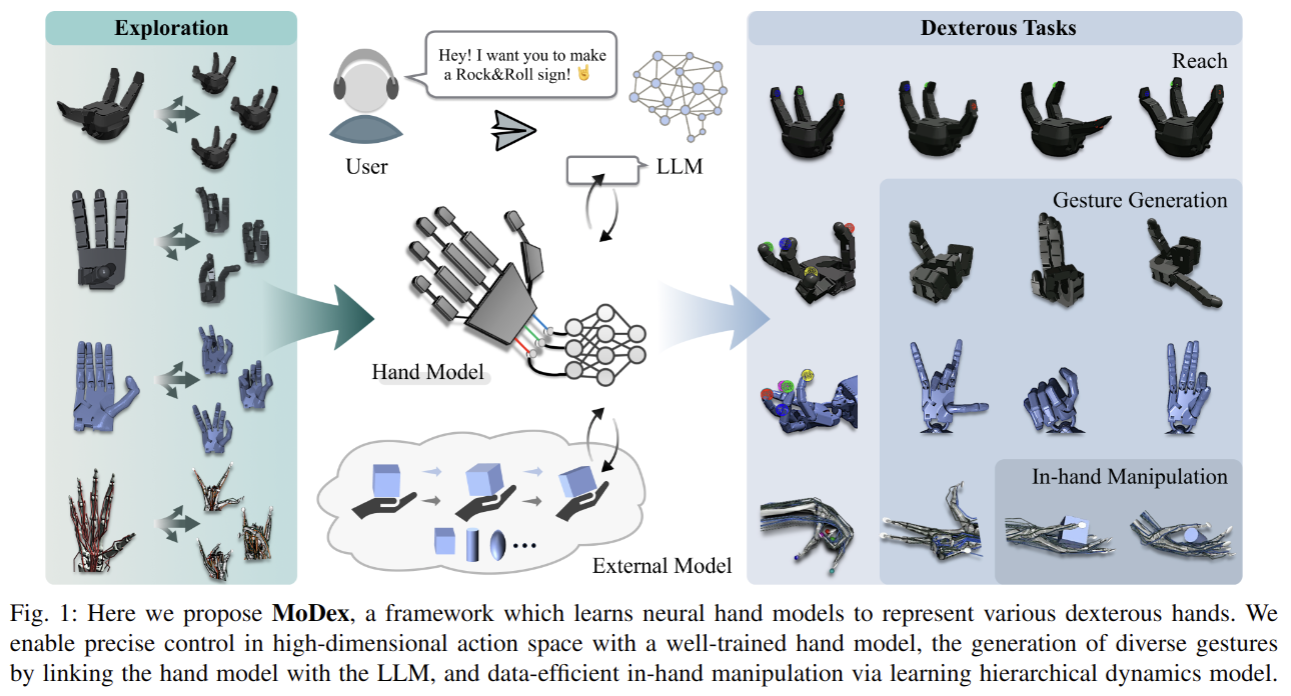 Exploration
Hey! I want you to make
a Rock&Roll sign! 🤘
User
LLM
Hand Model
External Model
Dexterous Tasks
Reach
Gesture Generation
In-hand Manipulation
Fig. 1: Here we propose MoDex, a framework which learns neural hand models to represent various dexterous hands. We
enable precise control in high-dimensional action space with a well-trained hand model, the generation of diverse gestures
by linking the hand model with the LLM, and data-efficient in-hand manipulation via learning hierarchical dynamics model.